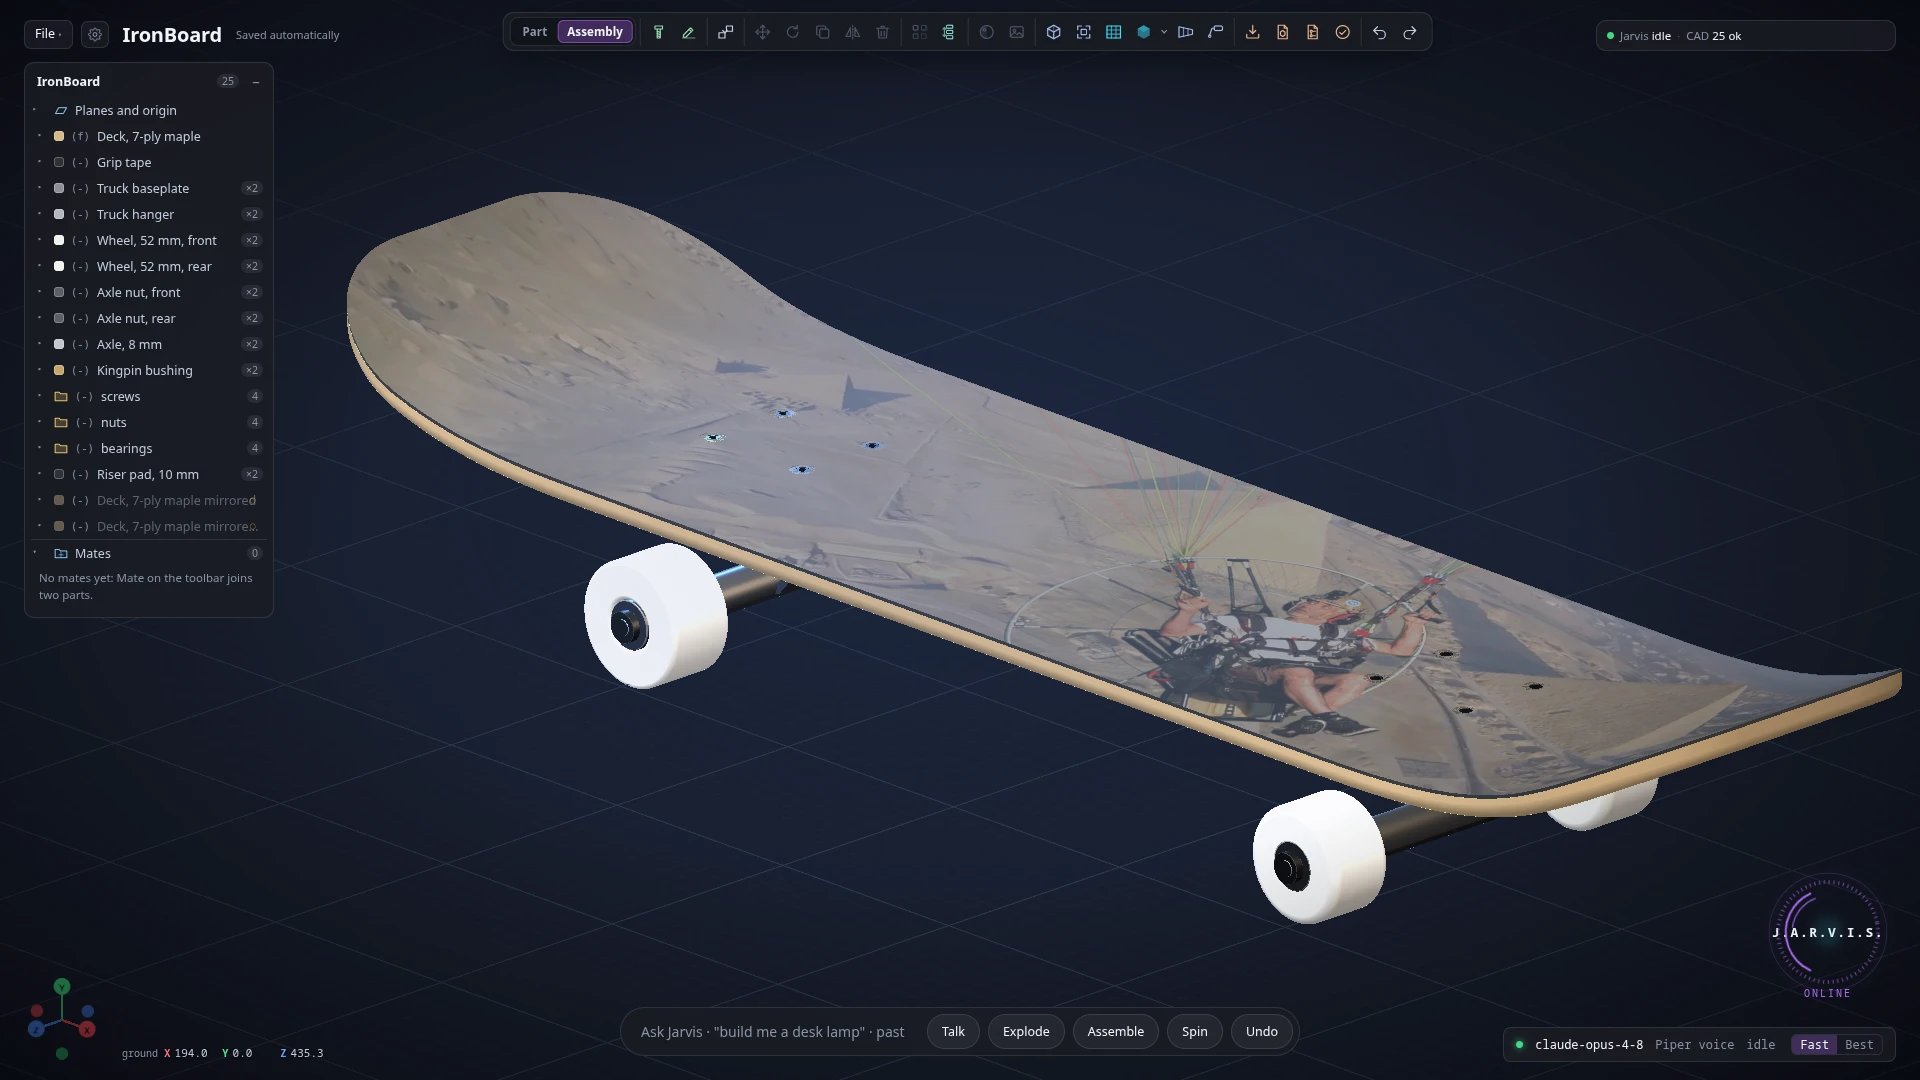 File
IronBoard
Saved automatically
Part
Assembly
Jarvis idle · CAD 25 ok
IronBoard 25 –
Planes and origin
(f) Deck, 7-ply maple
(-) Grip tape
(-) Truck baseplate ×2
(-) Truck hanger ×2
(-) Wheel, 52 mm, front ×2
(-) Wheel, 52 mm, rear ×2
(-) Axle nut, front ×2
(-) Axle nut, rear ×2
(-) Axle, 8 mm ×2
(-) Kingpin bushing ×2
(-) screws 4
(-) nuts 4
(-) bearings 4
(-) Riser pad, 10 mm ×2
(-) Deck, 7-ply maple mirrored
(-) Deck, 7-ply maple mirrore...
Mates 0
No mates yet: Mate on the toolbar joins
two parts.
J.A.R.V.I.S.
ONLINE
Y
Z
X
ground X 194.0 Y 0.0 Z 435.3
Ask Jarvis · "build me a desk lamp" · past
Talk
Explode
Assemble
Spin
Undo
claude-opus-4-8 Piper voice idle Fast Best